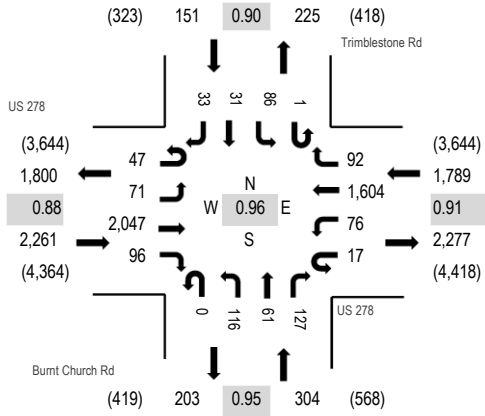 (323) 151 0.90 225 (418)
Trimblestone Rd
33 31 86 1
US 278
(3,644) 47 92 (3,644)
1,800 71 N 1,604 1,789
0.88 W 0.96 E 0.91
2,261 2,047 S 76 2,277
(4,364) 96 17 (4,418)
0 116 61 127
US 278
Burnt Church Rd
(419) 203 0.95 304 (568)